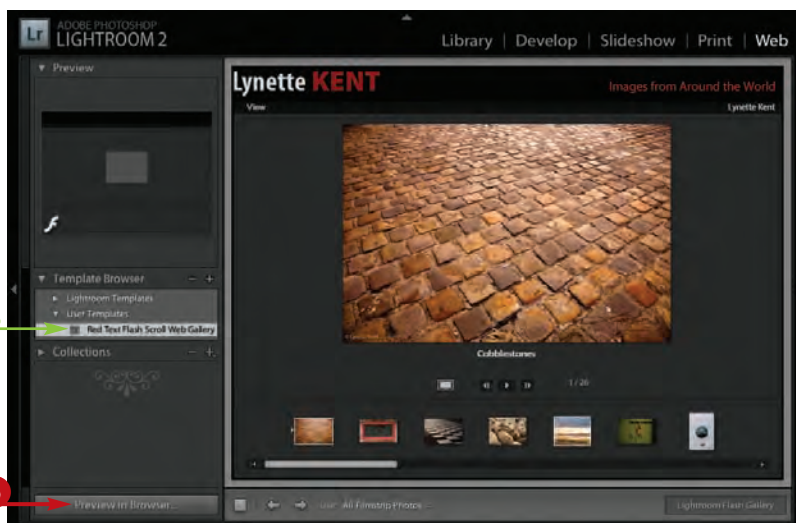 Lr ADOBE PHOTOSHOP
LIGHTROOM 2
Library | Develop | Slideshow | Print | Web
Preview
Lynette KENT
Images from Around the World
View
Lynette Kent
Template Browser
Lightroom Templates
User Templates
Red Text Flash Scroll Web Gallery
Collections
Cobblestones
1/26
Preview in Browser...
Use: All Filmstrip Photos
Lightroom Flash Gallery